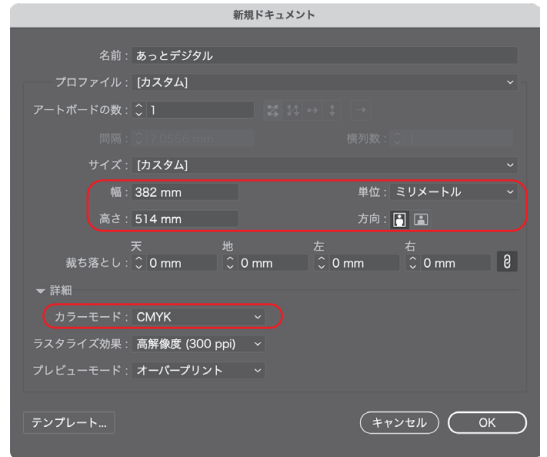 新規ドキュメント
名前 : あっとデジタル
プロファイル : [カスタム]
アートボードの数 : 1
間隔 : 7.0556 mm 横列数 : 1
サイズ : [カスタム]
幅 : 382 mm 単位 : ミリメートル
高さ : 514 mm 方向 :
天 地 左 右
裁ち落とし : 0 mm 0 mm 0 mm 0 mm
詳細
カラーモード : CMYK
ラスタライズ効果 : 高解像度 (300 ppi)
プレビューモード : オーバープリント
テンプレート... キャンセル OK